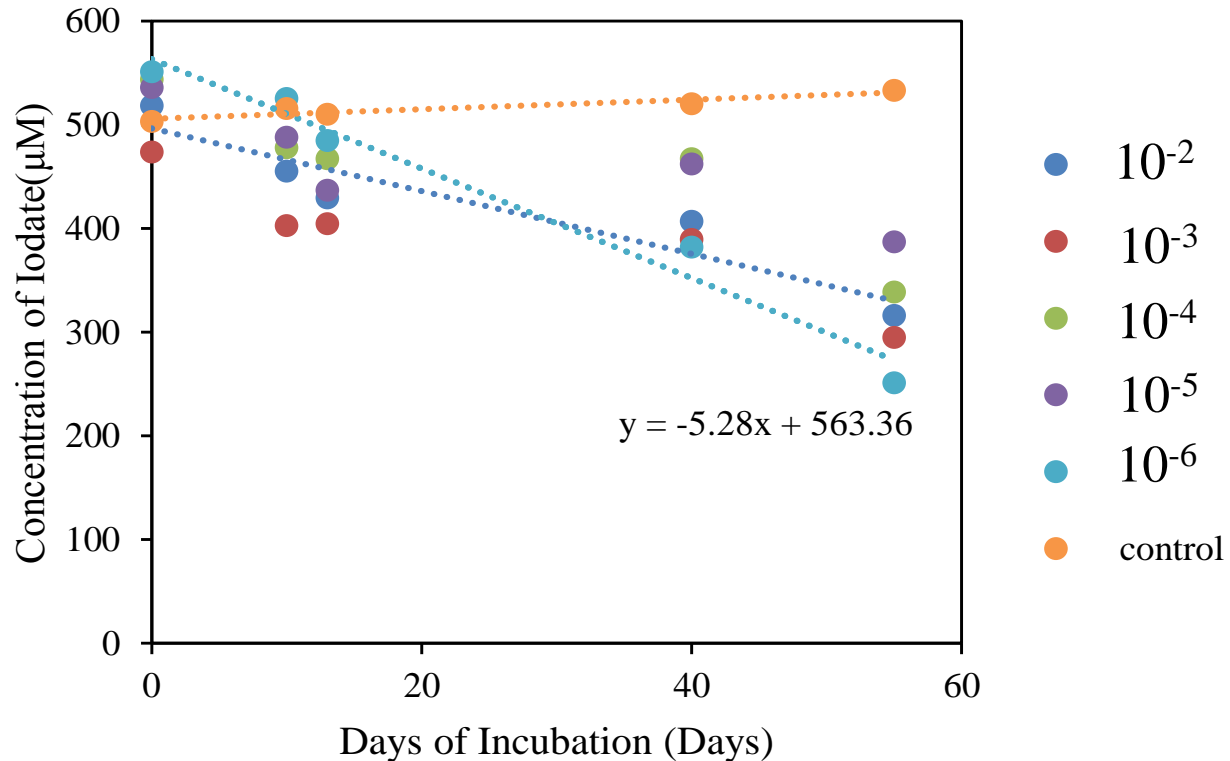 600
500
400
300
200
100
0
Concentration of Iodate(μM)
0 20 40 60
Days of Incubation (Days)
y = -5.28x + 563.36
10⁻²
10⁻³
10⁻⁴
10⁻⁵
10⁻⁶
control